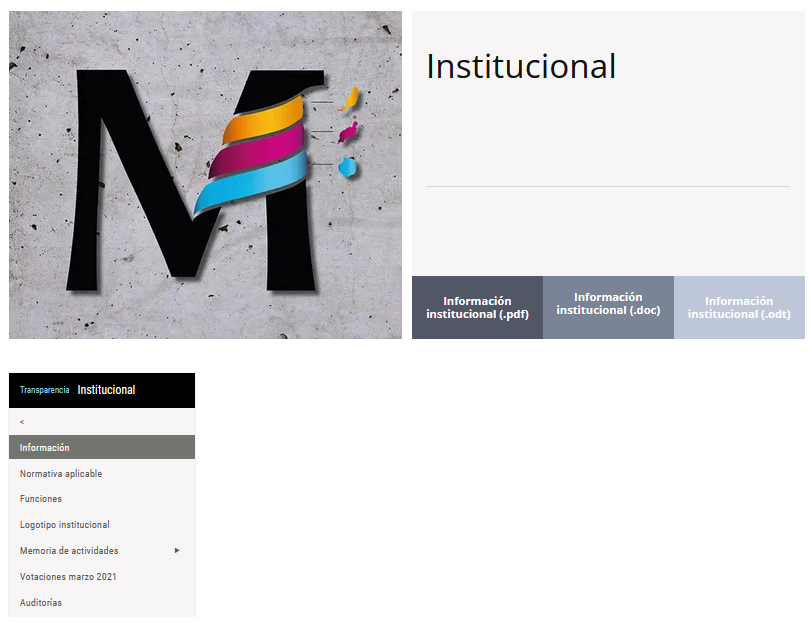 M
Institucional
Información
institucional (.pdf)
Información
institucional (.doc)
Información
institucional (.odt)
Transparencia Institucional
<
Información
Normativa aplicable
Funciones
Logotipo institucional
Memoria de actividades
Votaciones marzo 2021
Auditorías